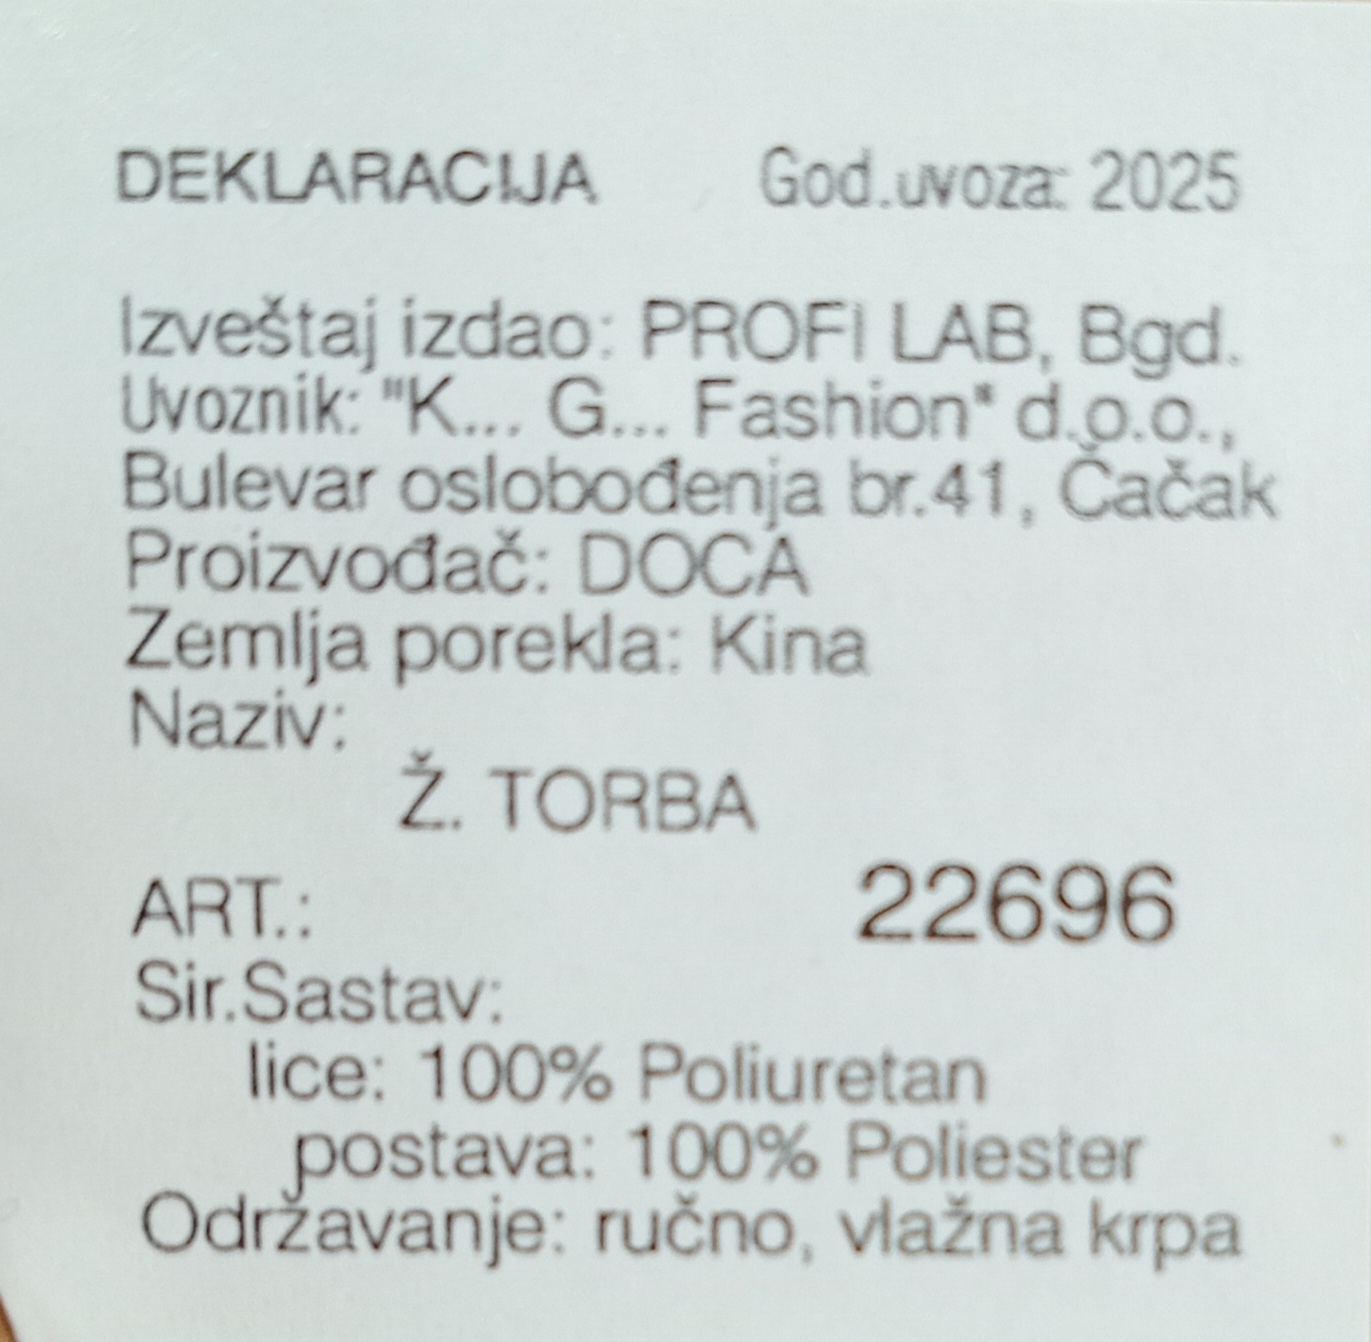 DEKLARACIJA God.uvoza: 2025
Izveštaj izdao: PROFI LAB, Bgd.
Uvoznik: "K... G... Fashion" d.o.o.,
Bulevar oslobođenja br.41, Čačak
Proizvođač: DOCA
Zemlja porekla: Kina
Naziv:
Ž. TORBA
ART.: 22696
Sir.Sastav:
lice: 100% Poliuretan
postava: 100% Poliester
Održavanje: ručno, vlažna krpa